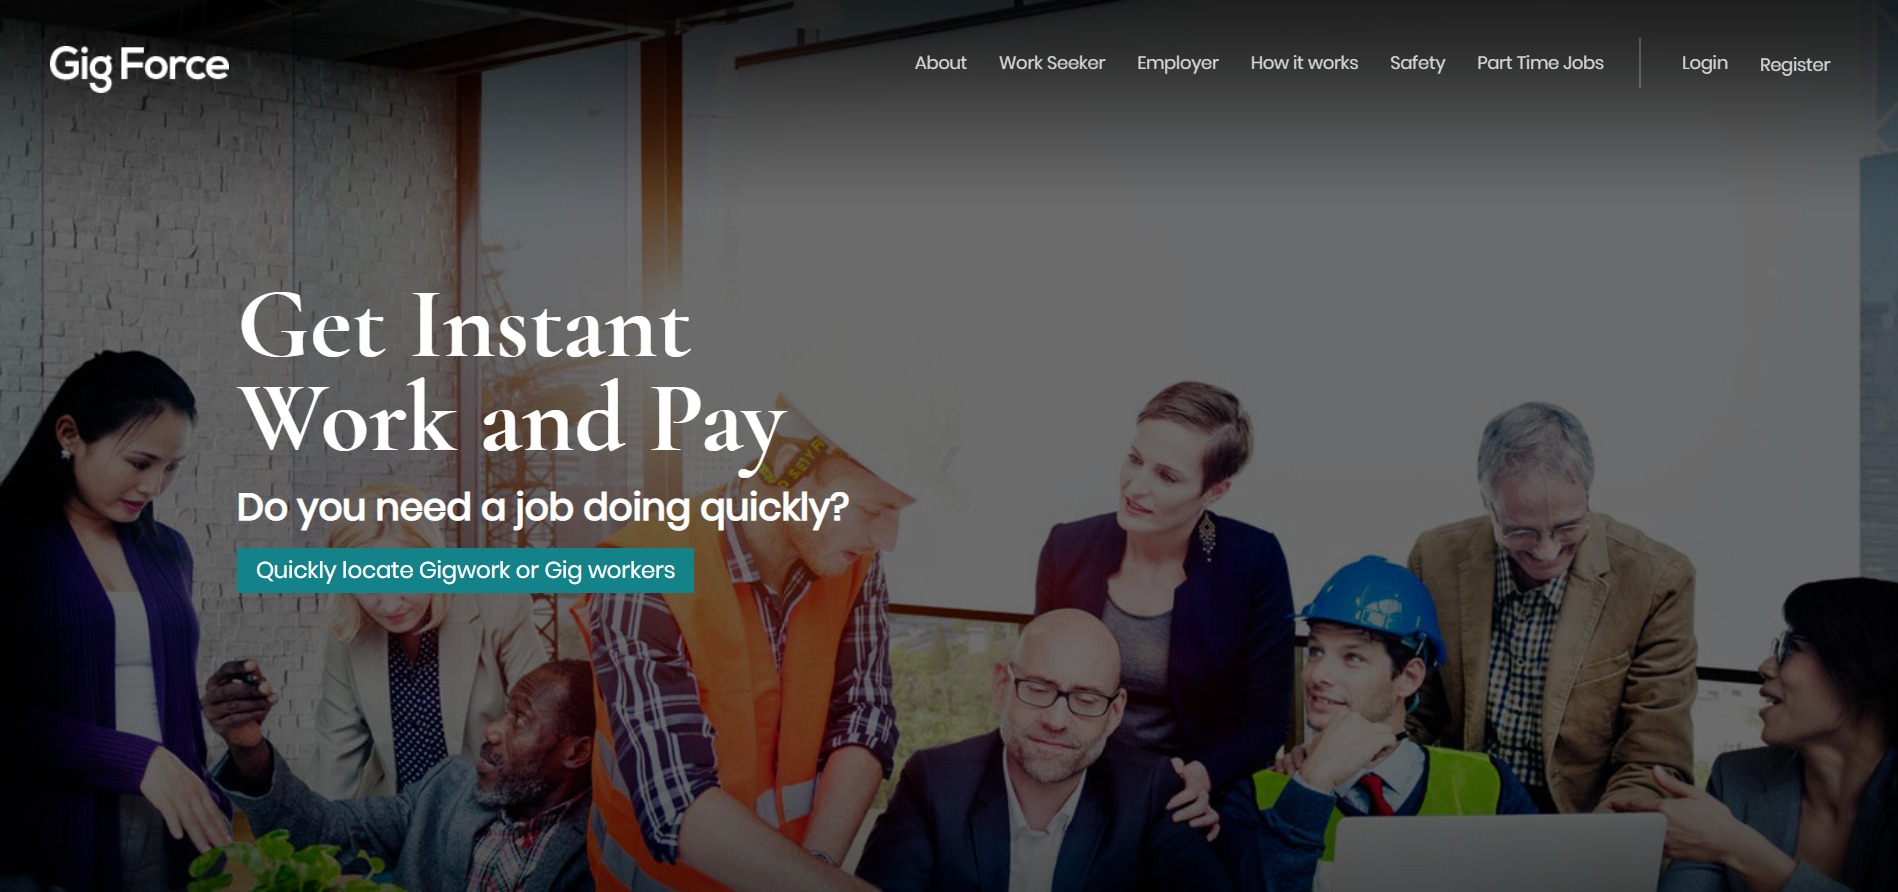 Gig Force
About Work Seeker Employer How it works Safety Part Time Jobs Login Register
Get Instant
Work and Pay
Do you need a job doing quickly?
Quickly locate Gigwork or Gig workers